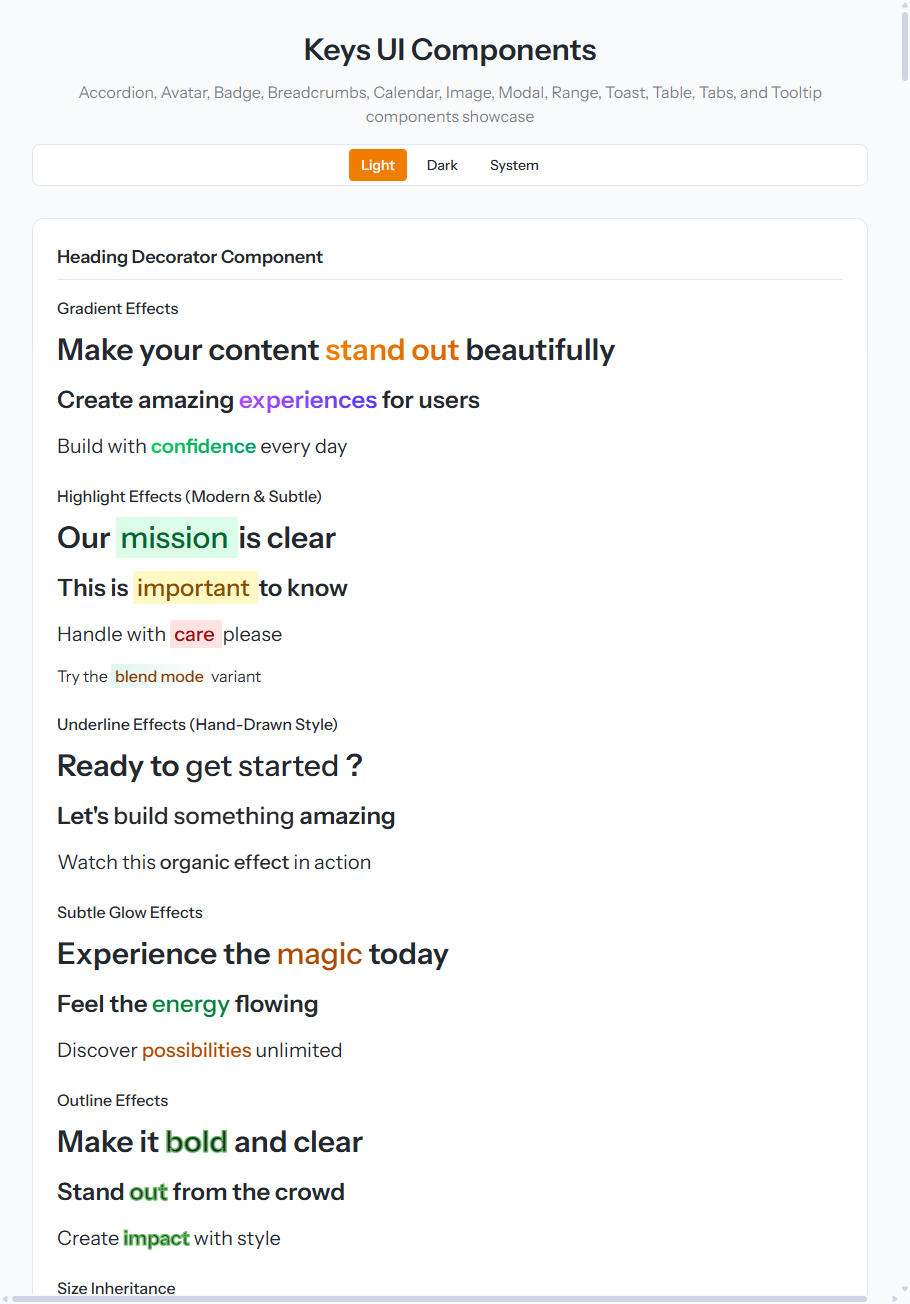 Keys UI Components
Accordion, Avatar, Badge, Breadcrumbs, Calendar, Image, Modal, Range, Toast, Table, Tabs, and Tooltip
components showcase
Light Dark System
Heading Decorator Component
Gradient Effects
Make your content stand out beautifully
Create amazing experiences for users
Build with confidence every day
Highlight Effects (Modern & Subtle)
Our mission is clear
This is important to know
Handle with care please
Try the blend mode variant
Underline Effects (Hand-Drawn Style)
Ready to get started ?
Let's build something amazing
Watch this organic effect in action
Subtle Glow Effects
Experience the magic today
Feel the energy flowing
Discover possibilities unlimited
Outline Effects
Make it bold and clear
Stand out from the crowd
Create impact with style
Size Inheritance